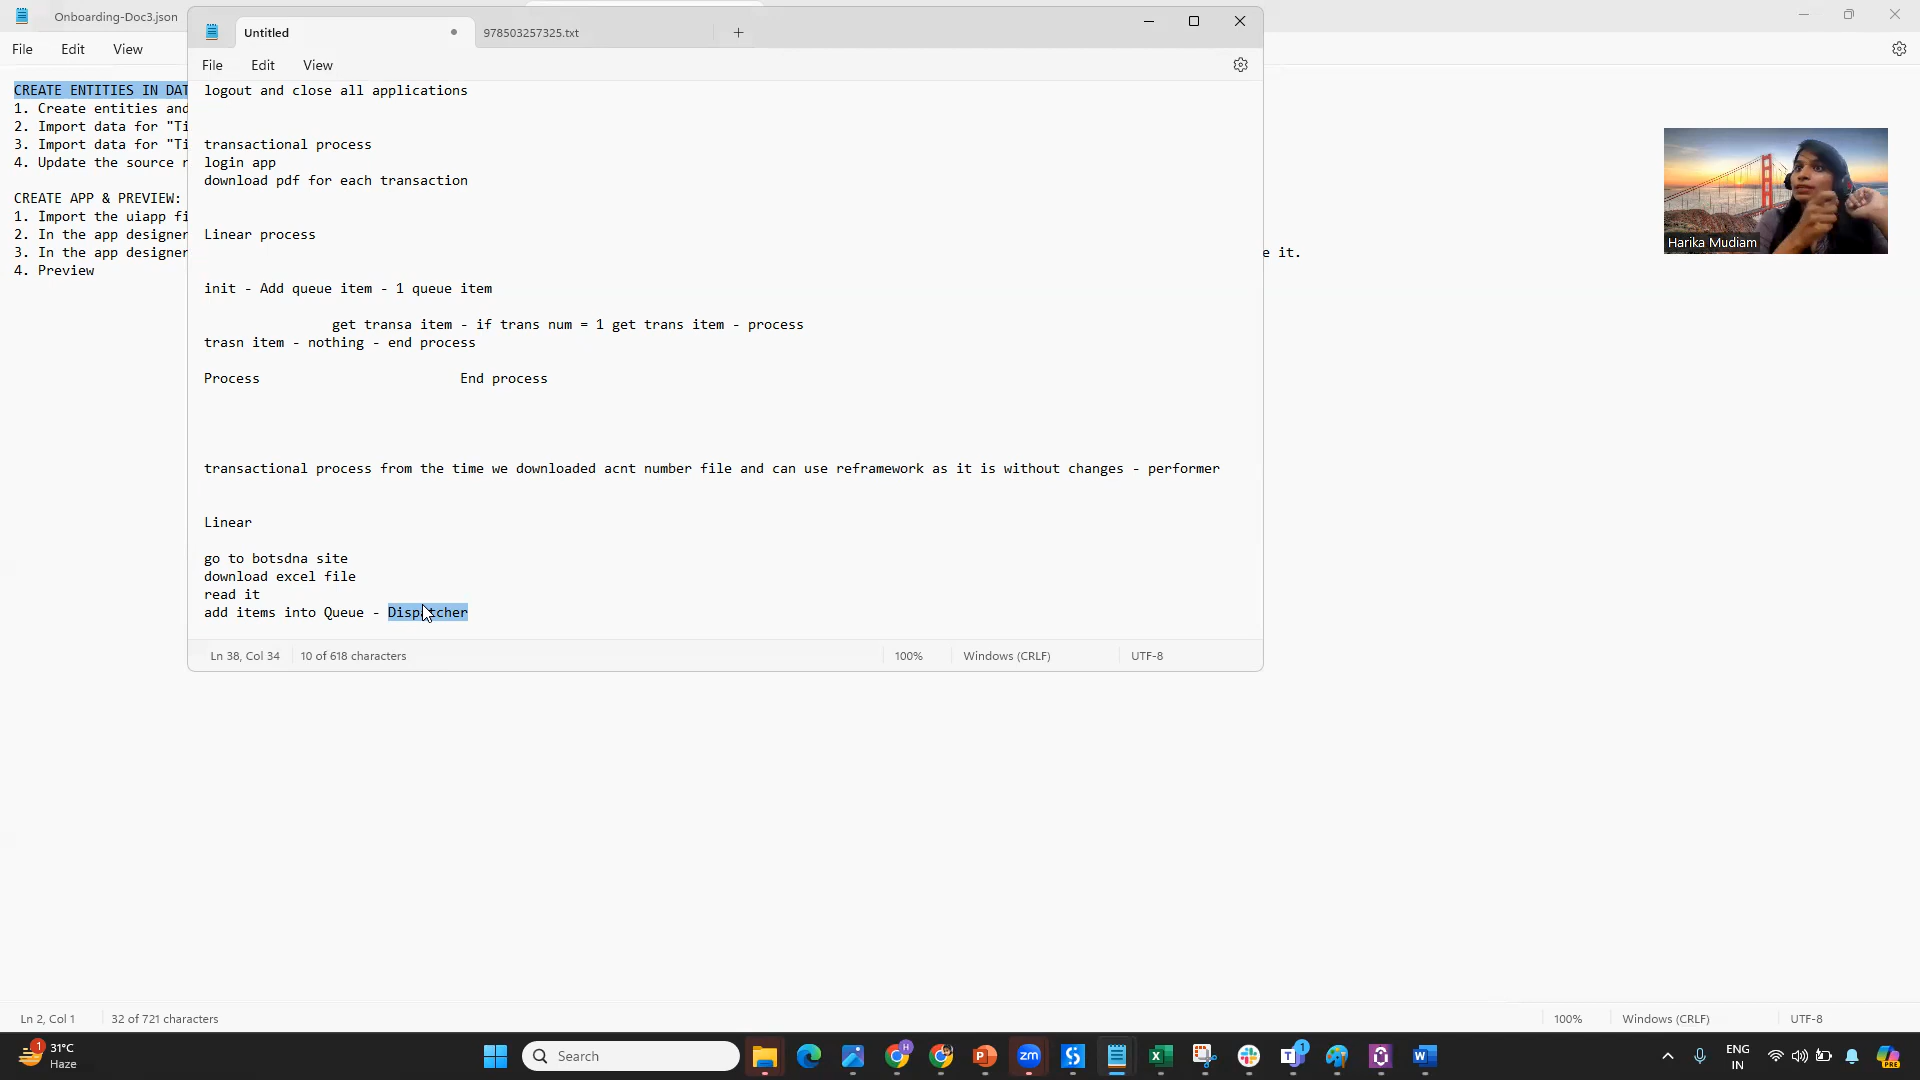 Onboarding-Doc3.json
File Edit View
CREATE ENTITIES IN DAT
1. Create entities and
2. Import data for "Ti
3. Import data for "Ti
4. Update the source r
CREATE APP & PREVIEW:
1. Import the uiapp fi
2. In the app designer
3. In the app designer
e it.
4. Preview
Untitled
978503257325.txt
File Edit View
logout and close all applications
transactional process
login app
download pdf for each transaction
Linear process
init - Add queue item - 1 queue item
get transa item - if trans num = 1 get trans item - process
trasn item - nothing - end process
Process End process
transactional process from the time we downloaded acnt number file and can use reframework as it is without changes - performer
Linear
go to botsdna site
download excel file
read it
add items into Queue - Dispatcher
Ln 38, Col 34 10 of 618 characters 100% Windows (CRLF) UTF-8
Harika Mudiam
Ln 2, Col 1 32 of 721 characters 100% Windows (CRLF) UTF-8
1
31°C
Haze
Search
H
P
zm
X
1
W
ENG
IN
PRE